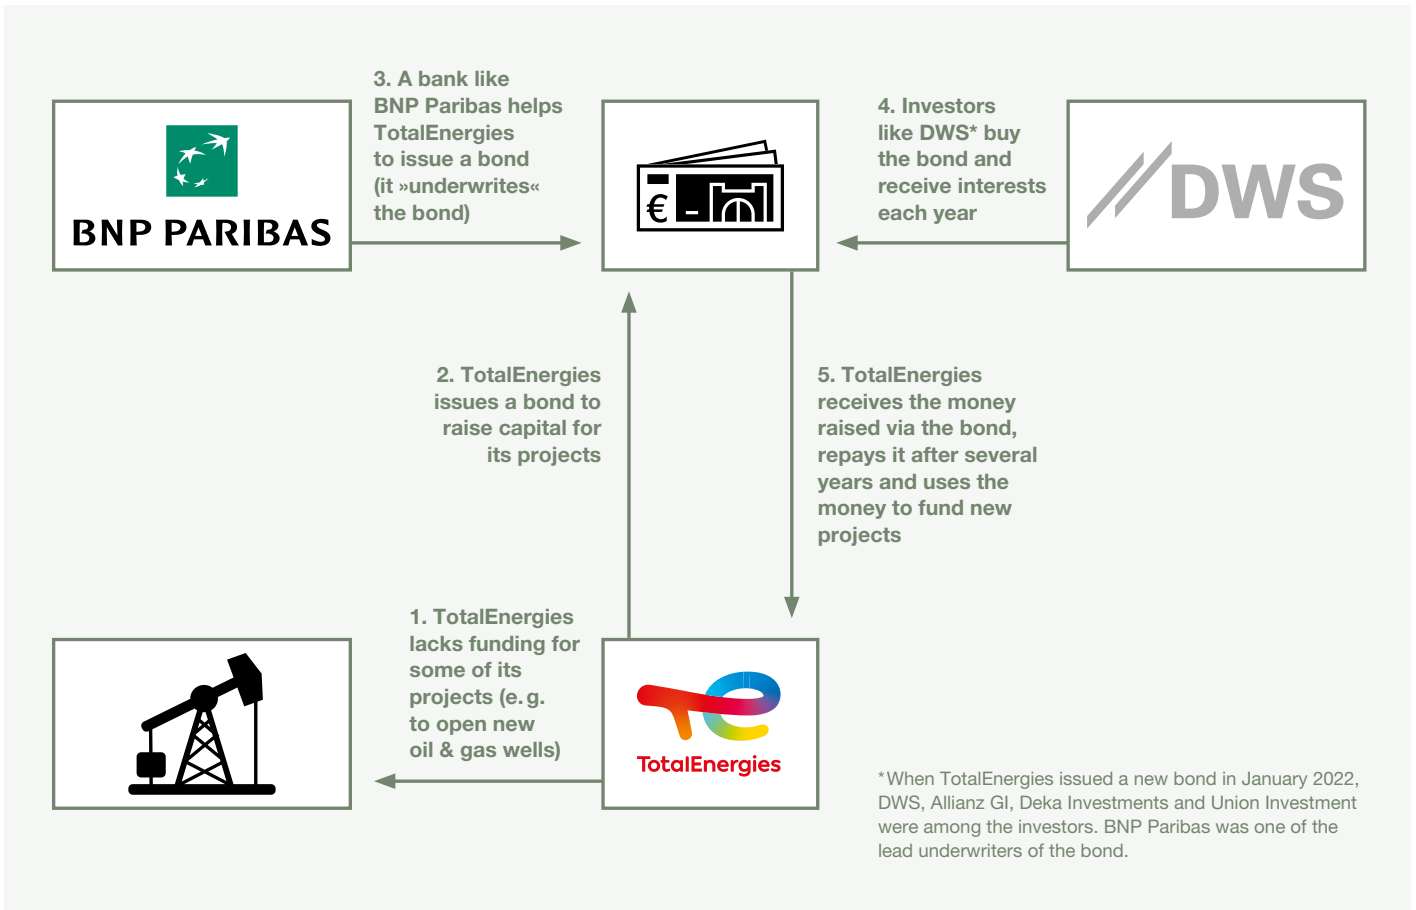 3. A bank like
BNP Paribas helps
TotalEnergies
to issue a bond
(it »underwrites«
the bond)
BNP PARIBAS
€
4. Investors
like DWS* buy
the bond and
receive interests
each year
DWS
2. TotalEnergies
issues a bond to
raise capital for
its projects
5. TotalEnergies
receives the money
raised via the bond,
repays it after several
years and uses the
money to fund new
projects
1. TotalEnergies
lacks funding for
some of its
projects (e. g.
to open new
oil & gas wells)
TotalEnergies
*When TotalEnergies issued a new bond in January 2022,
DWS, Allianz GI, Deka Investments and Union Investment
were among the investors. BNP Paribas was one of the
lead underwriters of the bond.